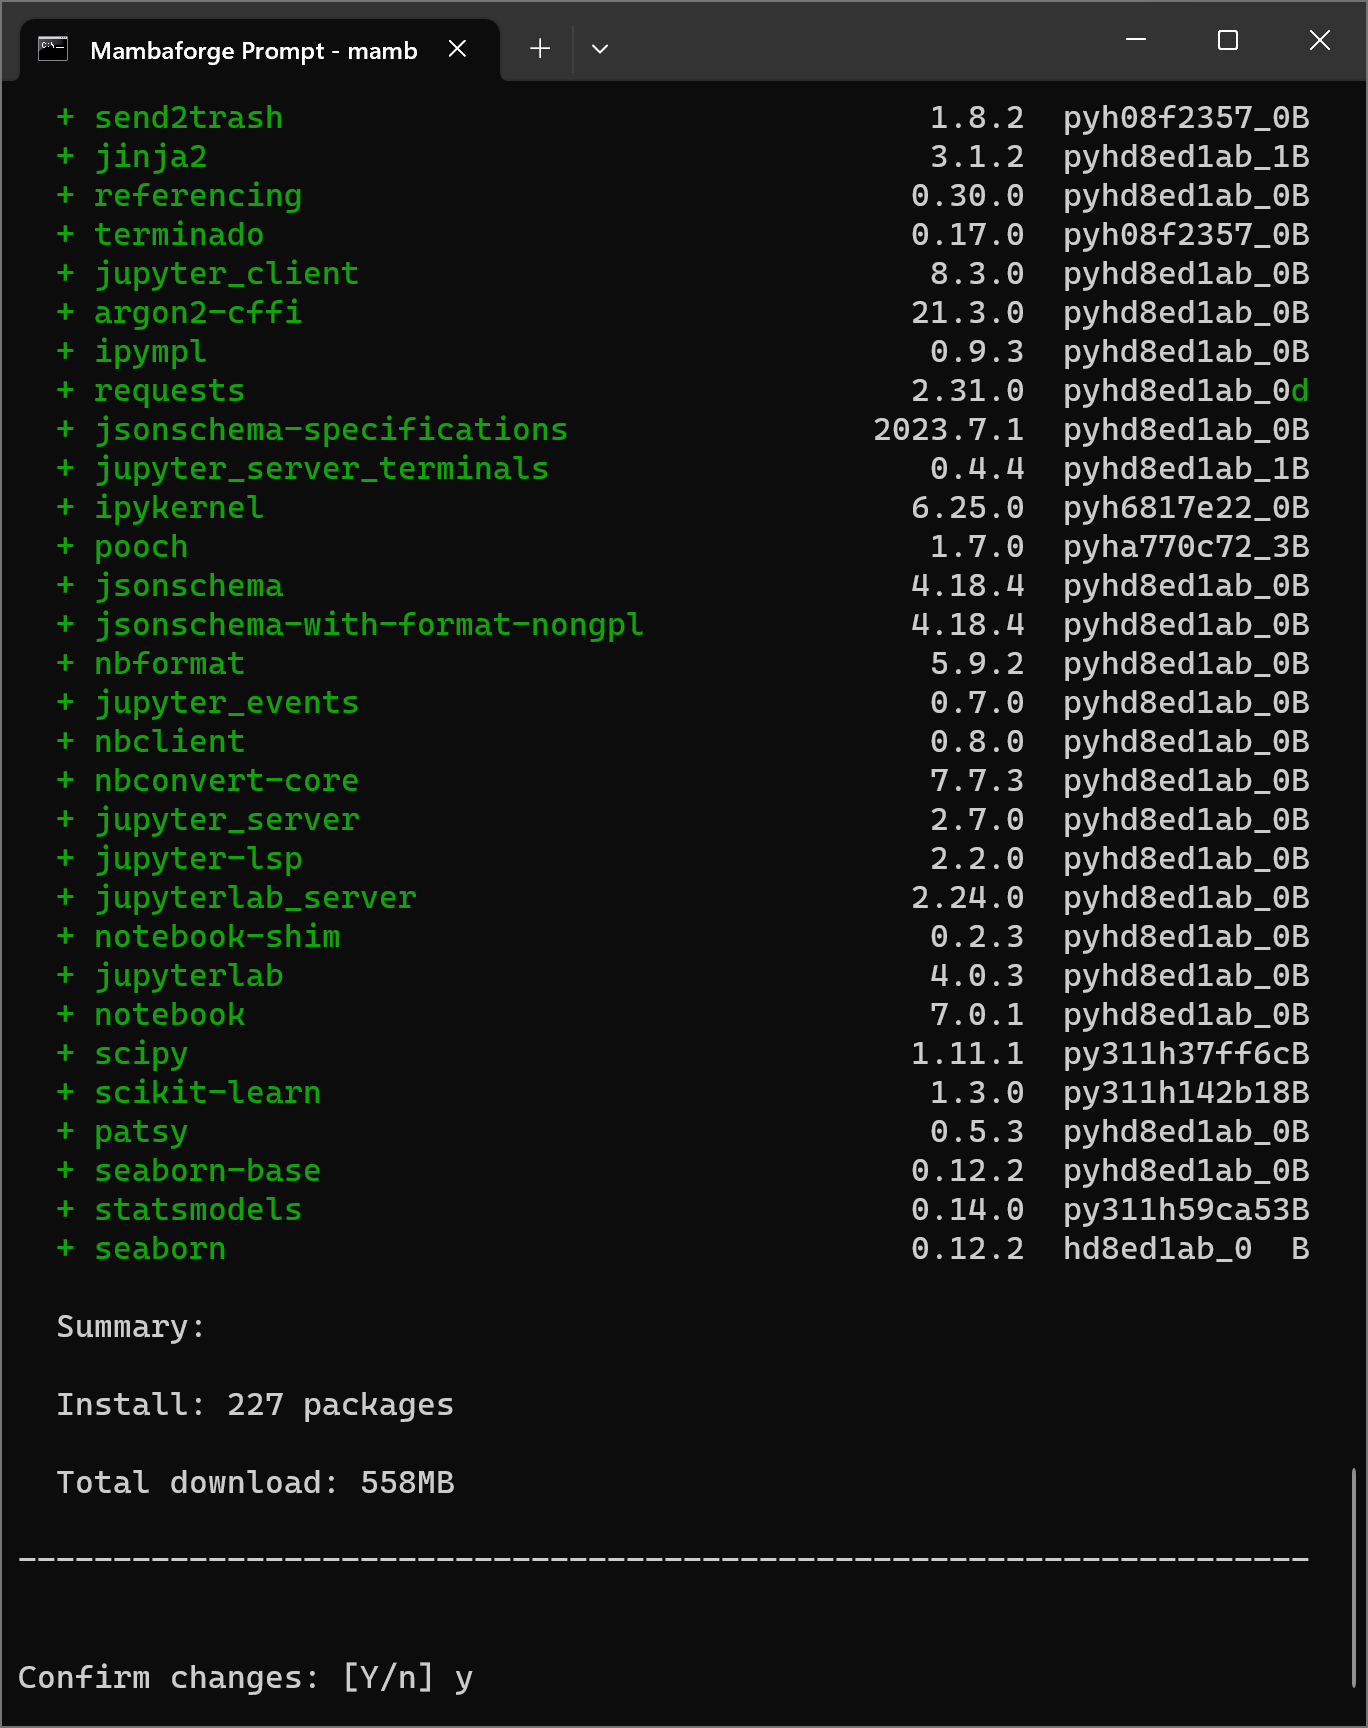 Mambaforge Prompt - mamb
+ send2trash 1.8.2 pyh08f2357_0B
+ jinja2 3.1.2 pyhd8ed1ab_1B
+ referencing 0.30.0 pyhd8ed1ab_0B
+ terminado 0.17.0 pyh08f2357_0B
+ jupyter_client 8.3.0 pyhd8ed1ab_0B
+ argon2-cffi 21.3.0 pyhd8ed1ab_0B
+ ipympl 0.9.3 pyhd8ed1ab_0B
+ requests 2.31.0 pyhd8ed1ab_0d
+ jsonschema-specifications 2023.7.1 pyhd8ed1ab_0B
+ jupyter_server_terminals 0.4.4 pyhd8ed1ab_1B
+ ipykernel 6.25.0 pyh6817e22_0B
+ pooch 1.7.0 pyha770c72_3B
+ jsonschema 4.18.4 pyhd8ed1ab_0B
+ jsonschema-with-format-nongpl 4.18.4 pyhd8ed1ab_0B
+ nbformat 5.9.2 pyhd8ed1ab_0B
+ jupyter_events 0.7.0 pyhd8ed1ab_0B
+ nbclient 0.8.0 pyhd8ed1ab_0B
+ nbconvert-core 7.7.3 pyhd8ed1ab_0B
+ jupyter_server 2.7.0 pyhd8ed1ab_0B
+ jupyter-lsp 2.2.0 pyhd8ed1ab_0B
+ jupyterlab_server 2.24.0 pyhd8ed1ab_0B
+ notebook-shim 0.2.3 pyhd8ed1ab_0B
+ jupyterlab 4.0.3 pyhd8ed1ab_0B
+ notebook 7.0.1 pyhd8ed1ab_0B
+ scipy 1.11.1 py311h37ff6cB
+ scikit-learn 1.3.0 py311h142b18B
+ patsy 0.5.3 pyhd8ed1ab_0B
+ seaborn-base 0.12.2 pyhd8ed1ab_0B
+ statsmodels 0.14.0 py311h59ca53B
+ seaborn 0.12.2 hd8ed1ab_0 B
Summary:
Install: 227 packages
Total download: 558MB
────────────────────────────────────────────────────────────────────
Confirm changes: [Y/n] y